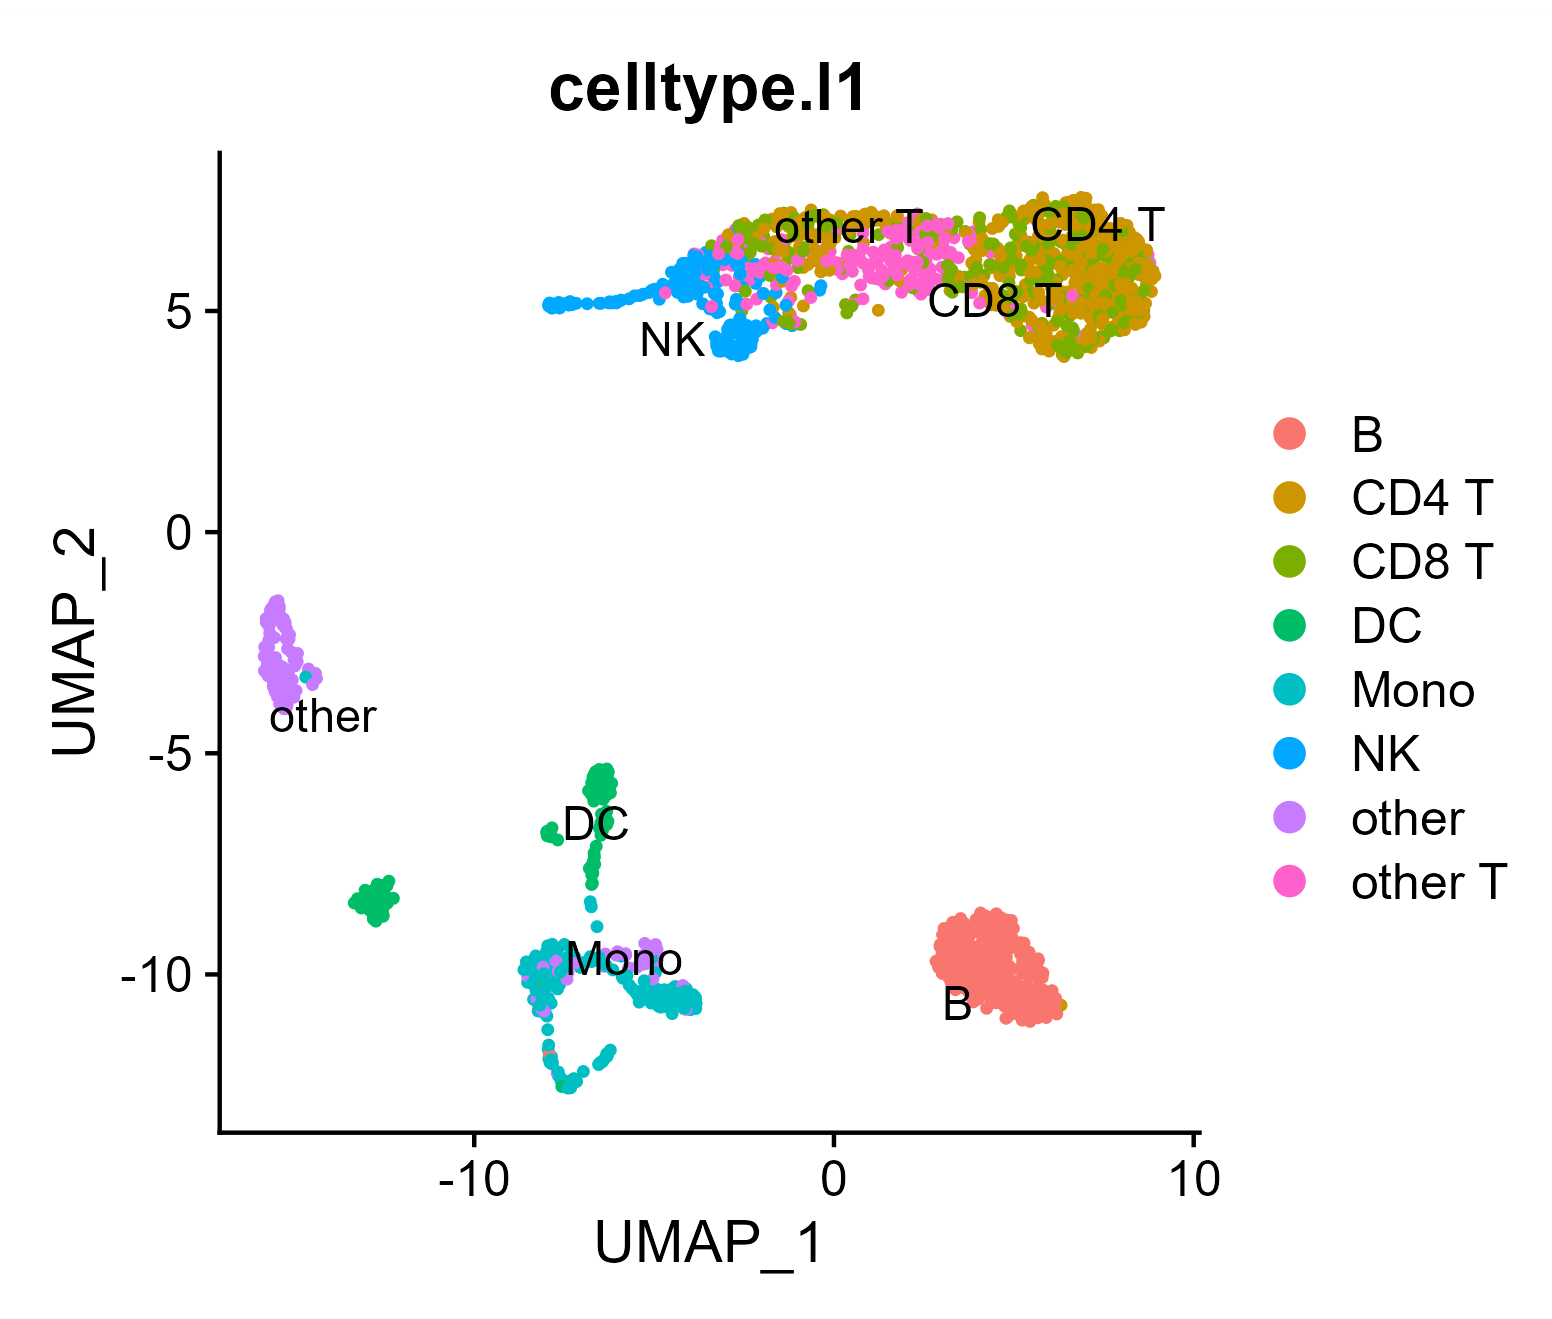 celltype.l1
other T
CD4 T
CD8 T
NK
other
DC
Mono
B
5
0
-5
-10
UMAP_2
-10
0
10
UMAP_1
B
CD4 T
CD8 T
DC
Mono
NK
other
other T